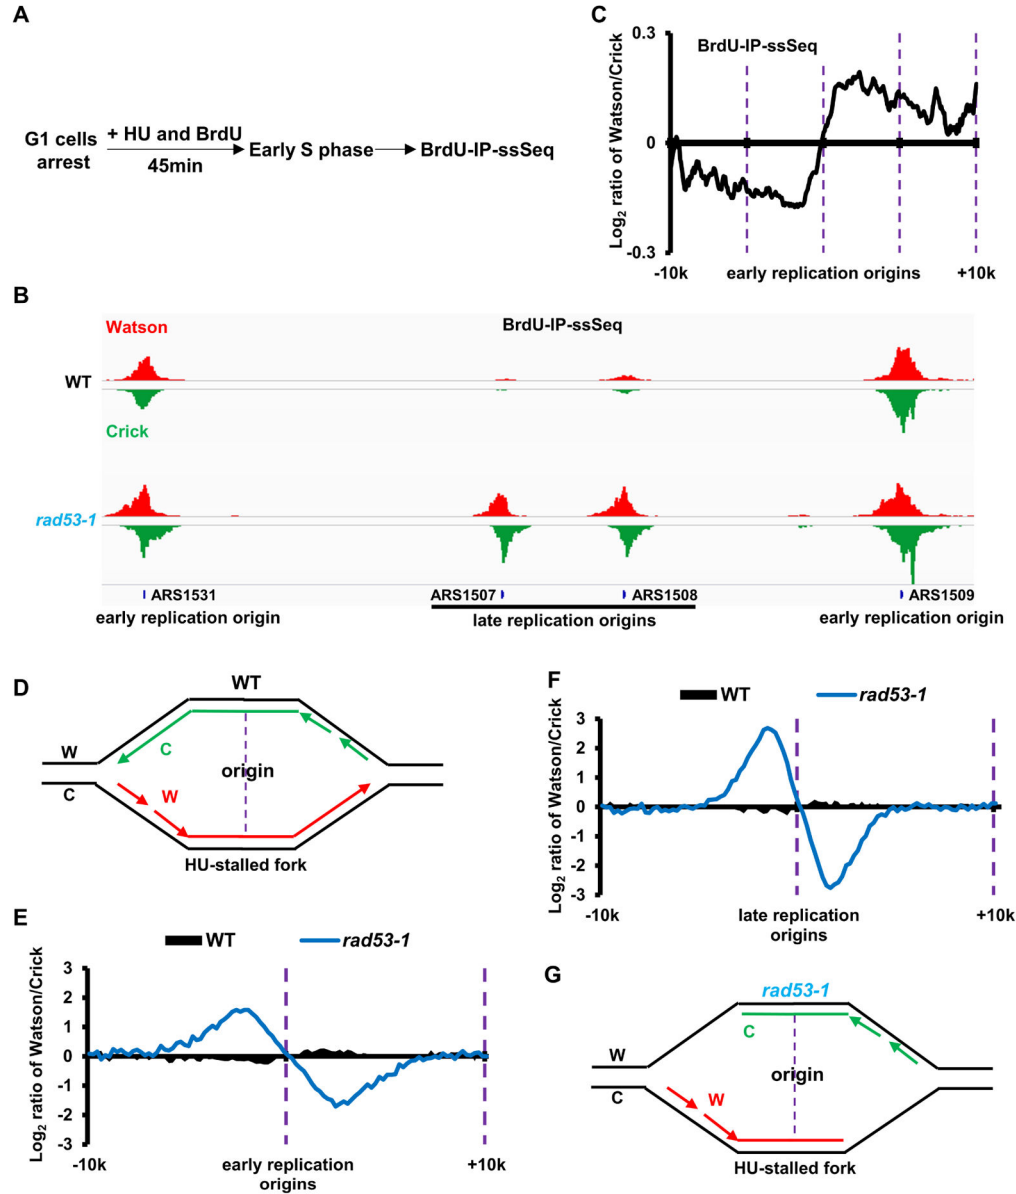 A
G1 cells
arrest
+ HU and BrdU
45min
Early S phase
BrdU-IP-ssSeq
C
BrdU-IP-ssSeq
Log2 ratio of Watson/Crick
0.3
0
-0.3
-10k
early replication origins
+10k
B
Watson
BrdU-IP-ssSeq
WT
Crick
rad53-1
ARS1531
ARS1507
ARS1508
ARS1509
early replication origin
late replication origins
early replication origin
D
WT
W
C
C
origin
W
HU-stalled fork
E
WT
rad53-1
Log2 ratio of Watson/Crick
3
2
1
0
-1
-2
-3
-10k
early replication
origins
+10k
F
WT
rad53-1
Log2 ratio of Watson/Crick
3
2
1
0
-1
-2
-3
-10k
late replication
origins
+10k
G
rad53-1
W
C
C
origin
W
HU-stalled fork